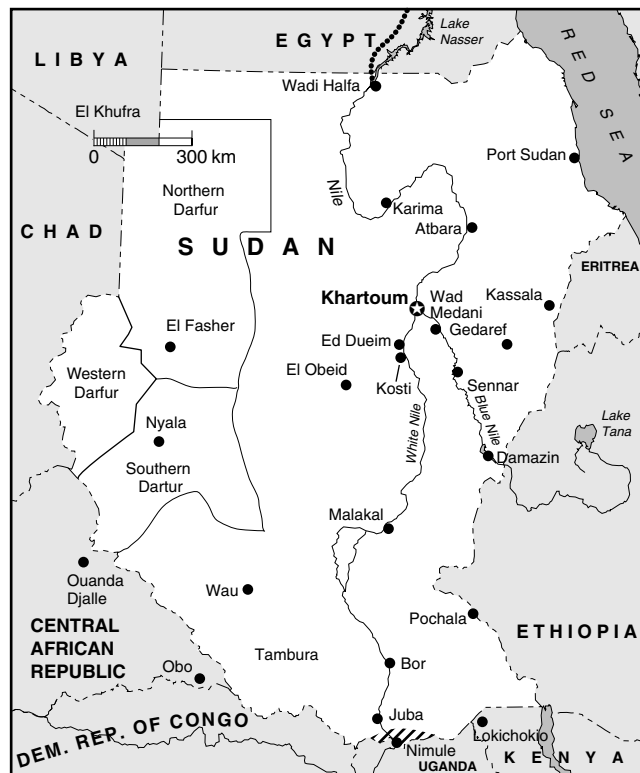 EGYPT
Lake
Nasser
LIBYA
RED SEA
Wadi Halfa
El Khufra
0 300 km
Port Sudan
Northern
Darfur
Nile
Karima
CHAD
Atbara
SUDAN
ERITREA
Khartoum
Wad
Medani
Kassala
El Fasher
Ed Dueim
Gedaref
Western
Darfur
El Obeid
Kosti
Sennar
Nyala
White Nile
Blue Nile
Lake
Tana
Southern
Dartur
Damazin
Malakal
Ouanda
Djalle
Wau
Pochala
CENTRAL
AFRICAN
REPUBLIC
ETHIOPIA
Tambura
Obo
Bor
Juba
Lokichokio
DEM. REP. OF CONGO
'Nimule
UGANDA
KENYA